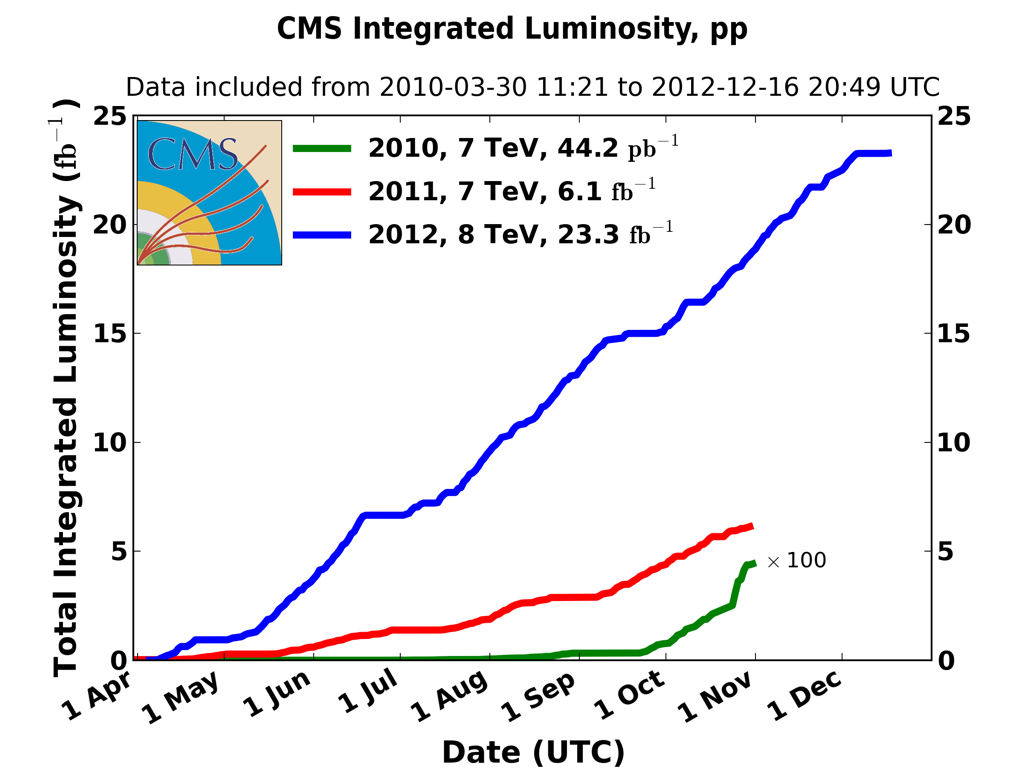 CMS Integrated Luminosity, pp
Data included from 2010-03-30 11:21 to 2012-12-16 20:49 UTC
Total Integrated Luminosity (fb⁻¹)
25
20
15
10
5
0
CMS
2010, 7 TeV, 44.2 pb⁻¹
2011, 7 TeV, 6.1 fb⁻¹
2012, 8 TeV, 23.3 fb⁻¹
× 100
25
20
15
10
5
0
1 Apr 1 May 1 Jun 1 Jul 1 Aug 1 Sep 1 Oct 1 Nov 1 Dec
Date (UTC)